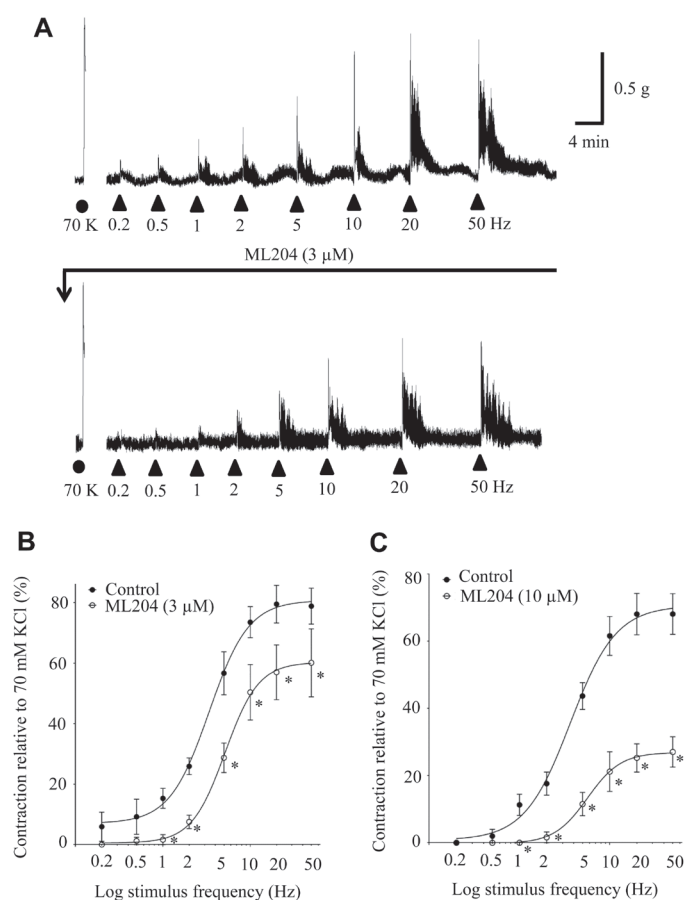 A
0.5 g
4 min
70 K 0.2 0.5 1 2 5 10 20 50 Hz
ML204 (3 µM)
70 K 0.2 0.5 1 2 5 10 20 50 Hz
B
Contraction relative to 70 mM KCl (%)
Control
ML204 (3 µM)
80
60
40
20
0
* * * * * *
0.2 0.5 1 2 5 10 20 50
Log stimulus frequency (Hz)
C
Contraction relative to 70 mM KCl (%)
Control
ML204 (10 µM)
80
60
40
20
0
* * * * * *
0.2 0.5 1 2 5 10 20 50
Log stimulus frequency (Hz)